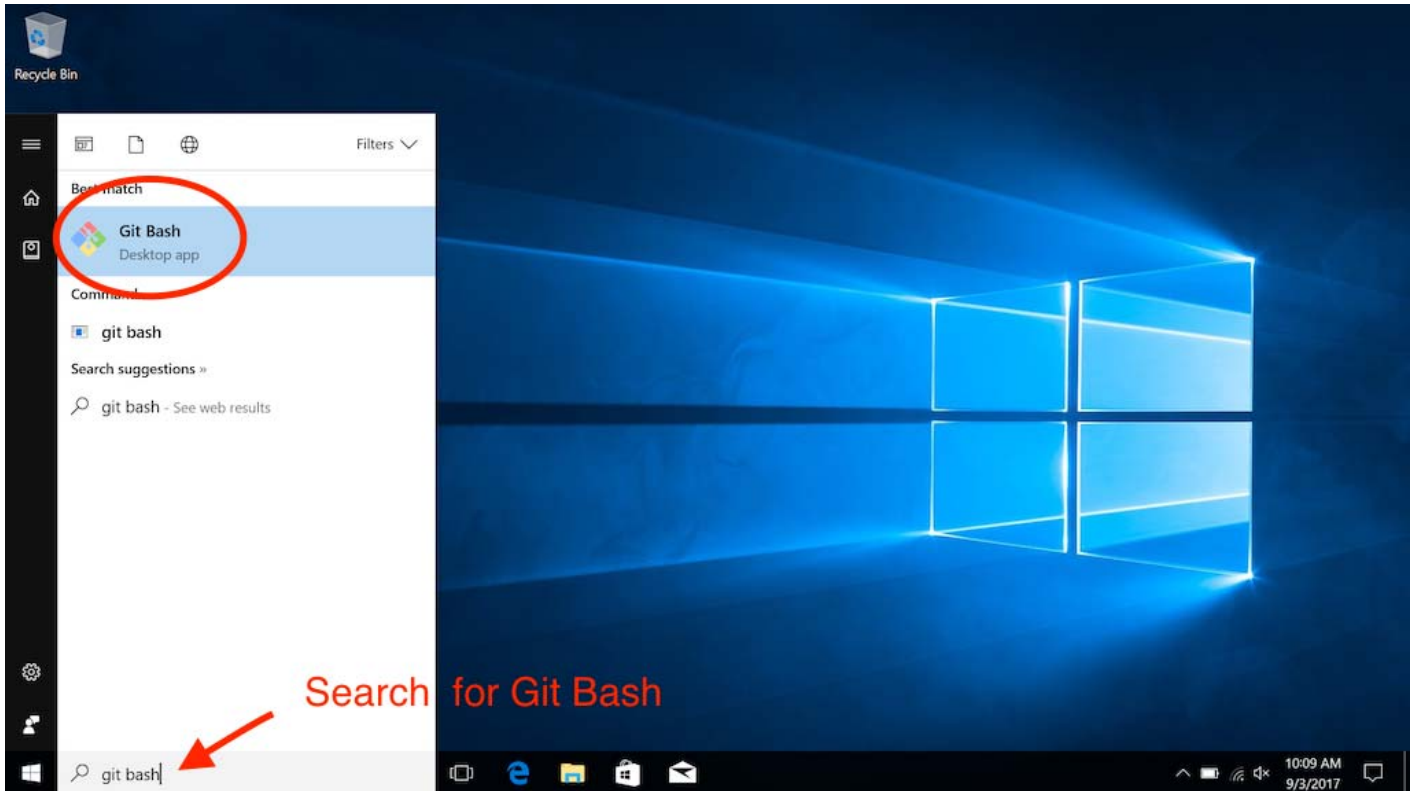 Recycle Bin
Filters
Best match
Git Bash
Desktop app
Command
git bash
Search suggestions »
git bash - See web results
Search for Git Bash
git bash
10:09 AM
9/3/2017